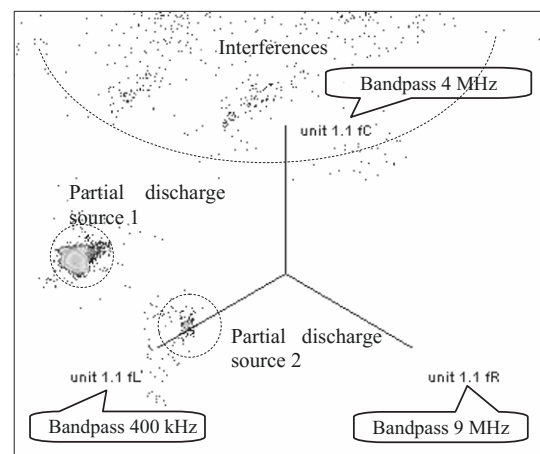 Interferences
Bandpass 4 MHz
unit 1.1 fC
Partial discharge
source 1
Partial discharge
source 2
unit 1.1 fL
unit 1.1 fR
Bandpass 400 kHz
Bandpass 9 MHz